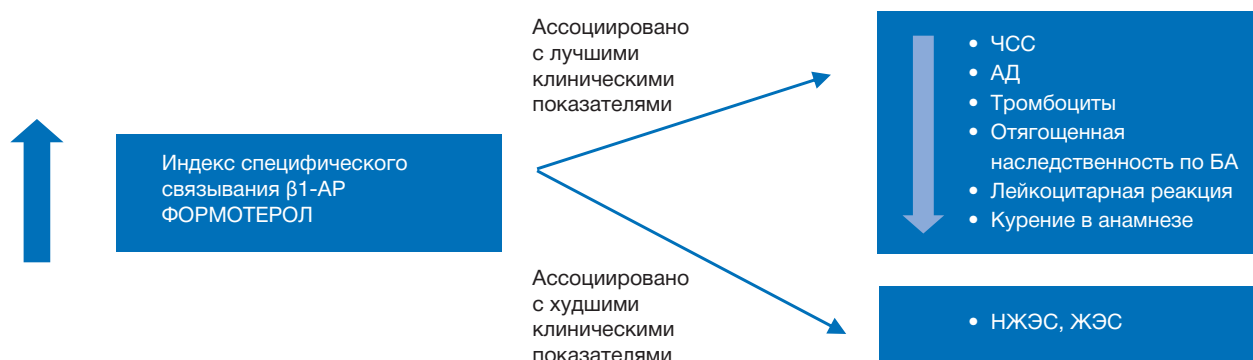 Ассоциировано
с лучшими
клиническими
показателями
Индекс специфического
связывания β1-АР
ФОРМОТЕРОЛ
• ЧСС
• АД
• Тромбоциты
• Отягощенная
наследственность по БА
• Лейкоцитарная реакция
• Курение в анамнезе
Ассоциировано
с худшими
клиническими
показателями
• НЖЭС, ЖЭС